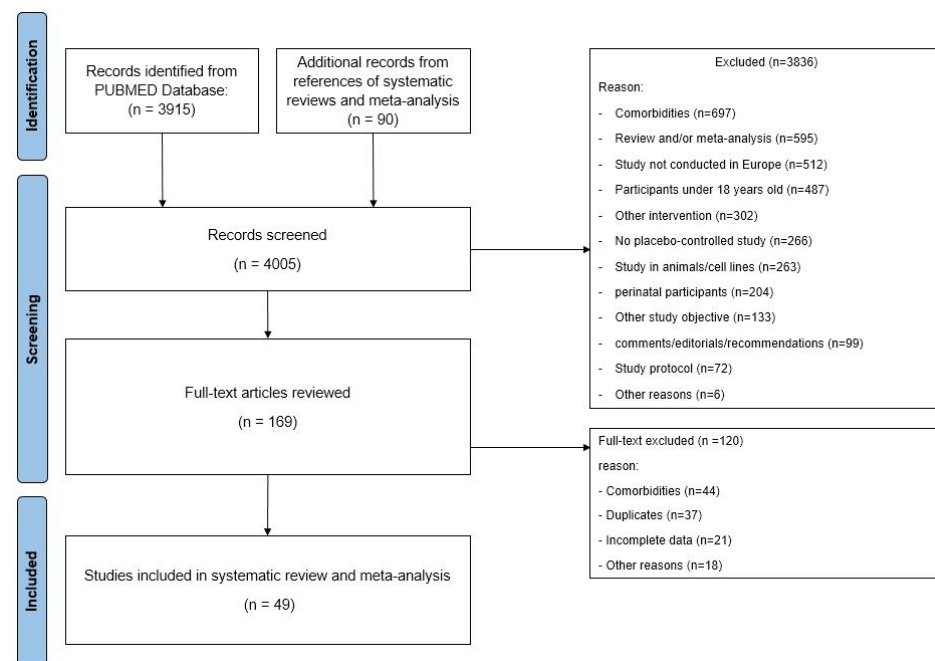 Identification
Records identified from
PUBMED Database:
(n = 3915)
Additional records from
references of systematic
reviews and meta-analysis
(n = 90)
Excluded (n=3836)
Reason:
- Comorbidities (n=697)
- Review and/or meta-analysis (n=595)
- Study not conducted in Europe (n=512)
- Participants under 18 years old (n=487)
- Other intervention (n=302)
- No placebo-controlled study (n=266)
- Study in animals/cell lines (n=263)
- perinatal participants (n=204)
- Other study objective (n=133)
- comments/editorials/recommendations (n=99)
- Study protocol (n=72)
- Other reasons (n=6)
Screening
Records screened
(n = 4005)
Full-text articles reviewed
(n = 169)
Full-text excluded (n =120)
reason:
- Comorbidities (n=44)
- Duplicates (n=37)
- Incomplete data (n=21)
- Other reasons (n=18)
Included
Studies included in systematic review and meta-analysis
(n = 49)